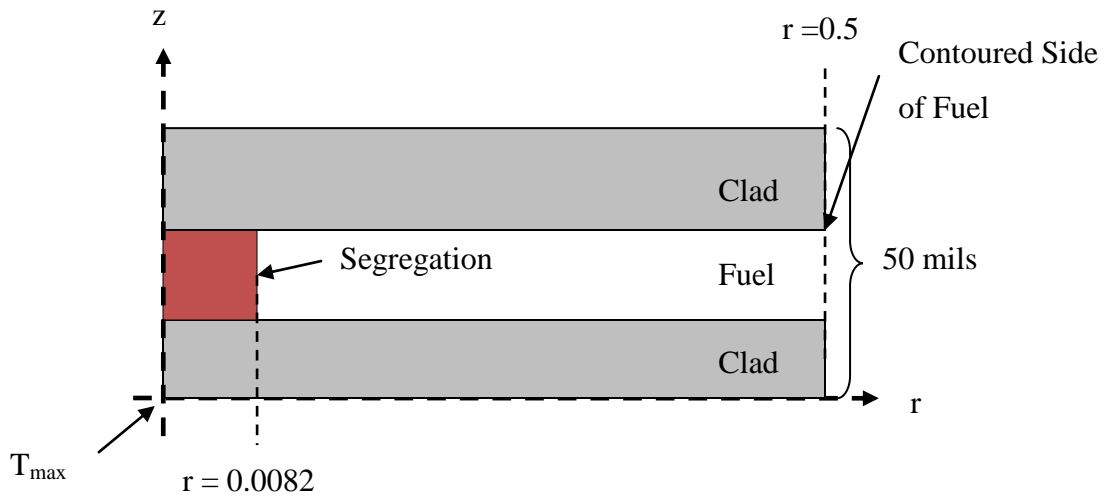 z
r =0.5
Contoured Side
of Fuel
Clad
Segregation
Fuel
50 mils
Clad
r
T_max
r = 0.0082